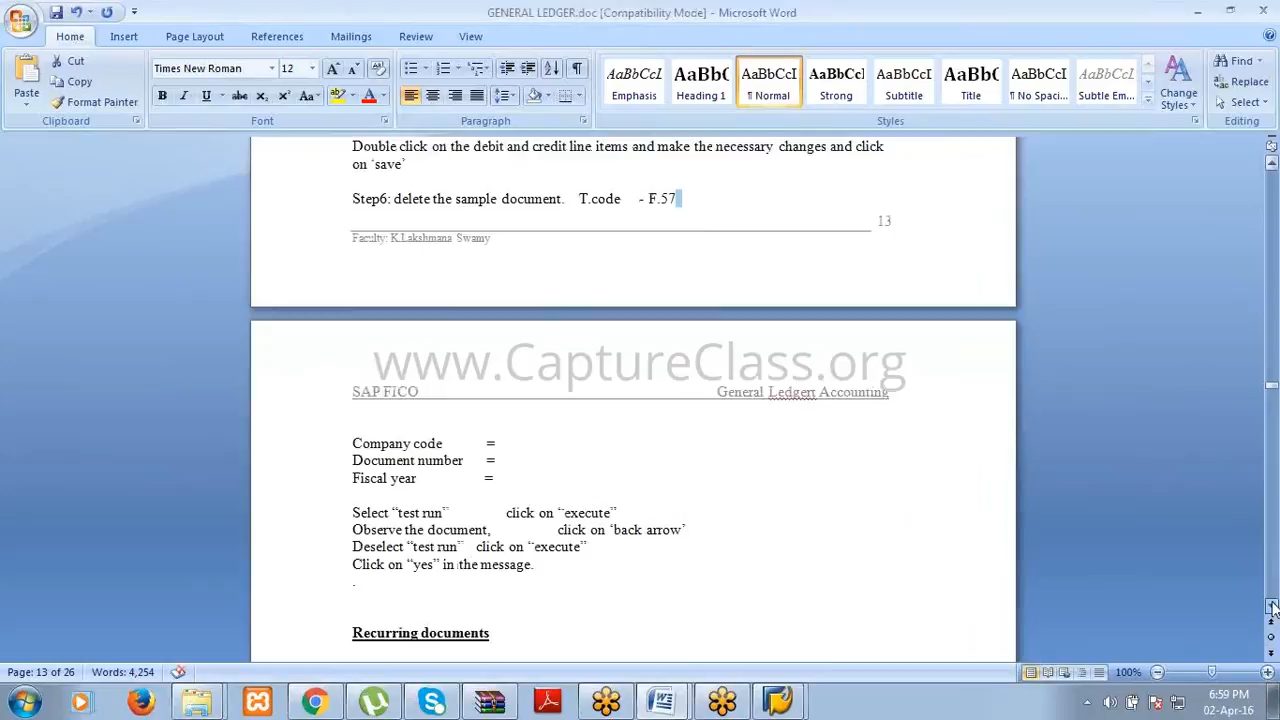 GENERAL LEDGER.doc [Compatibility Mode] - Microsoft Word
Home Insert Page Layout References Mailings Review View
Paste
Cut
Copy
Format Painter
Clipboard
Times New Roman 12
Font
Paragraph
AaBbCcI AaBbC AaBbCcI AaBbCcI AaBbCcI AaBbC AaBbCcI AaBbCcI
Emphasis Heading 1 ¶ Normal Strong Subtitle Title ¶ No Spaci... Subtle Em...
Change Styles
Styles
Find
Replace
Select
Editing
Double click on the debit and credit line items and make the necessary changes and click
on ‘save’
Step6: delete the sample document. T.code - F.57
13
Faculty: K.Lakshmana Swamy
www.CaptureClass.org
SAP FICO General Ledgert Accounting
Company code =
Document number =
Fiscal year =
Select “test run” click on “execute”
Observe the document, click on ‘back arrow’
Deselect “test run” click on “execute”
Click on “yes” in the message.
.
Recurring documents
Page: 13 of 26 Words: 4,254 100%
6:59 PM
02-Apr-16